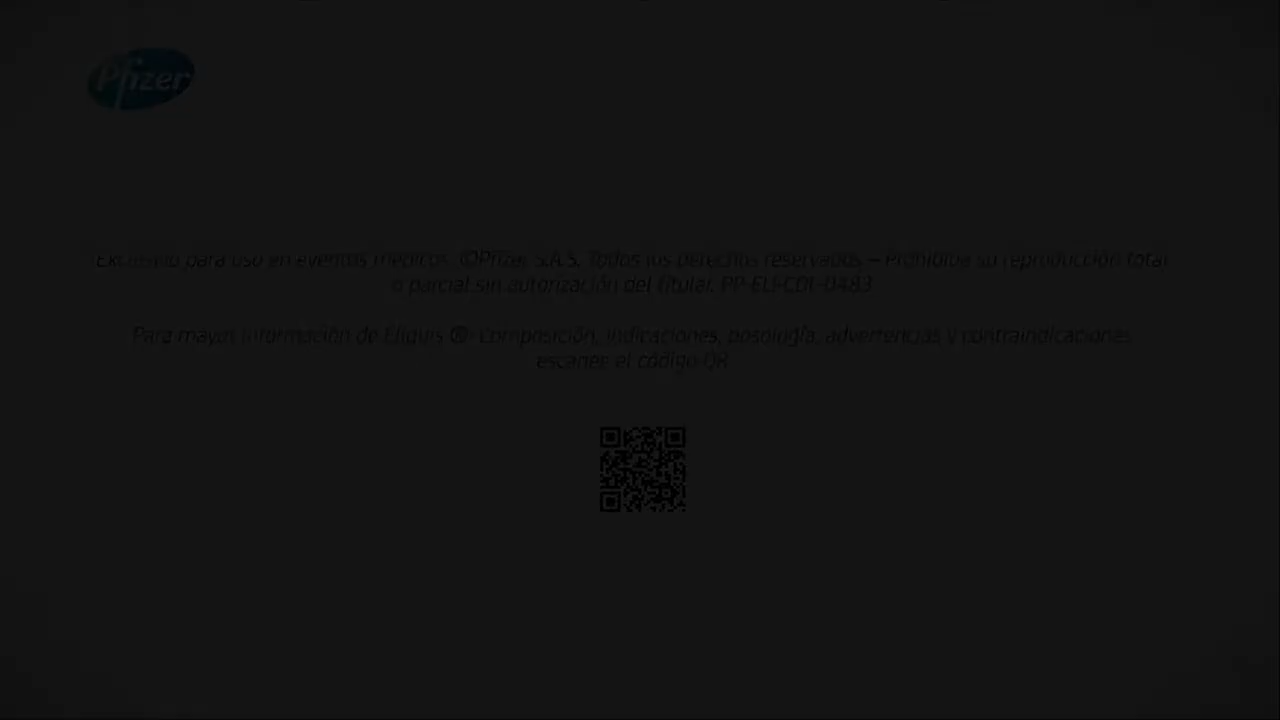 Pfizer
Exclusivo para uso en eventos médicos. ©Pfizer S.A.S. Todos los derechos reservados – Prohibida su reproducción total
o parcial sin autorización del titular. PP-ELI-COL-0483
Para mayor información de Eliquis ®: Composición, indicaciones, posología, advertencias y contraindicaciones
escanee el código QR